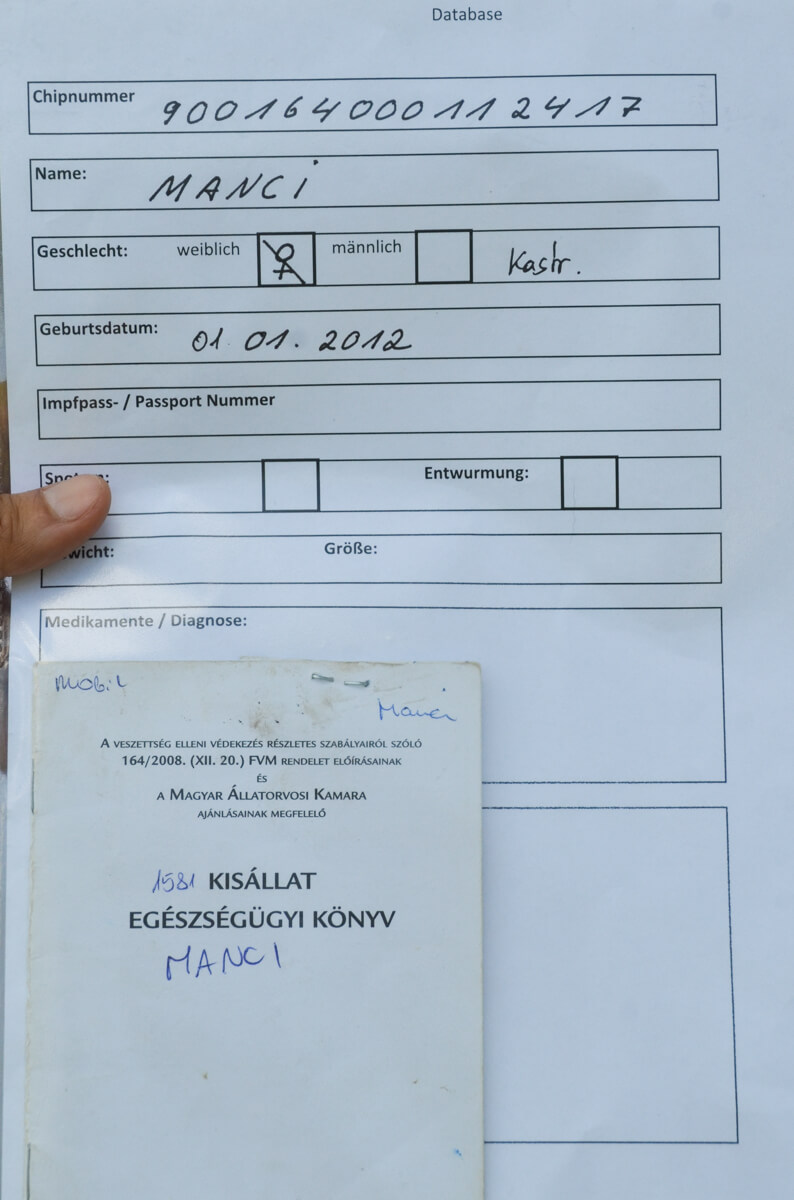 Database
Chipnummer 900164000112417
Name: MANCI
Geschlecht: weiblich männlich Kastr.
Geburtsdatum: 01 01. 2012
Impfpass- / Passport Nummer
Entwurmung:
Größe:
Medikamente / Diagnose:
Mobil
Manci
A VESZETTSÉG ELLENI VÉDEKEZÉS RÉSZLETES SZABÁLYAIRÓL SZÓLÓ
164/2008. (XII. 20.) FVM RENDELET ELŐÍRÁSAINAK
ÉS
A MAGYAR ÁLLATORVOSI KAMARA
AJÁNLÁSAINAK MEGFELELŐ
1581 KISÁLLAT
EGÉSZSÉGÜGYI KÖNYV
MANCI